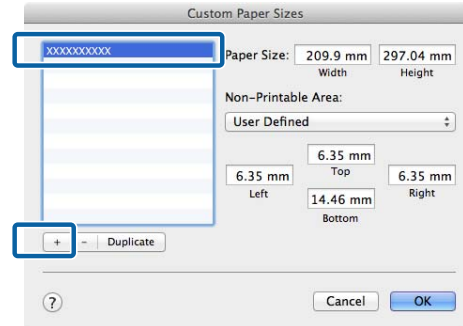 Custom Paper Sizes
XXXXXXXXXX
Paper Size: 209.9 mm 297.04 mm
Width Height
Non-Printable Area:
User Defined
6.35 mm
Top
6.35 mm 6.35 mm
Left Right
14.46 mm
Bottom
+ - Duplicate
? Cancel OK